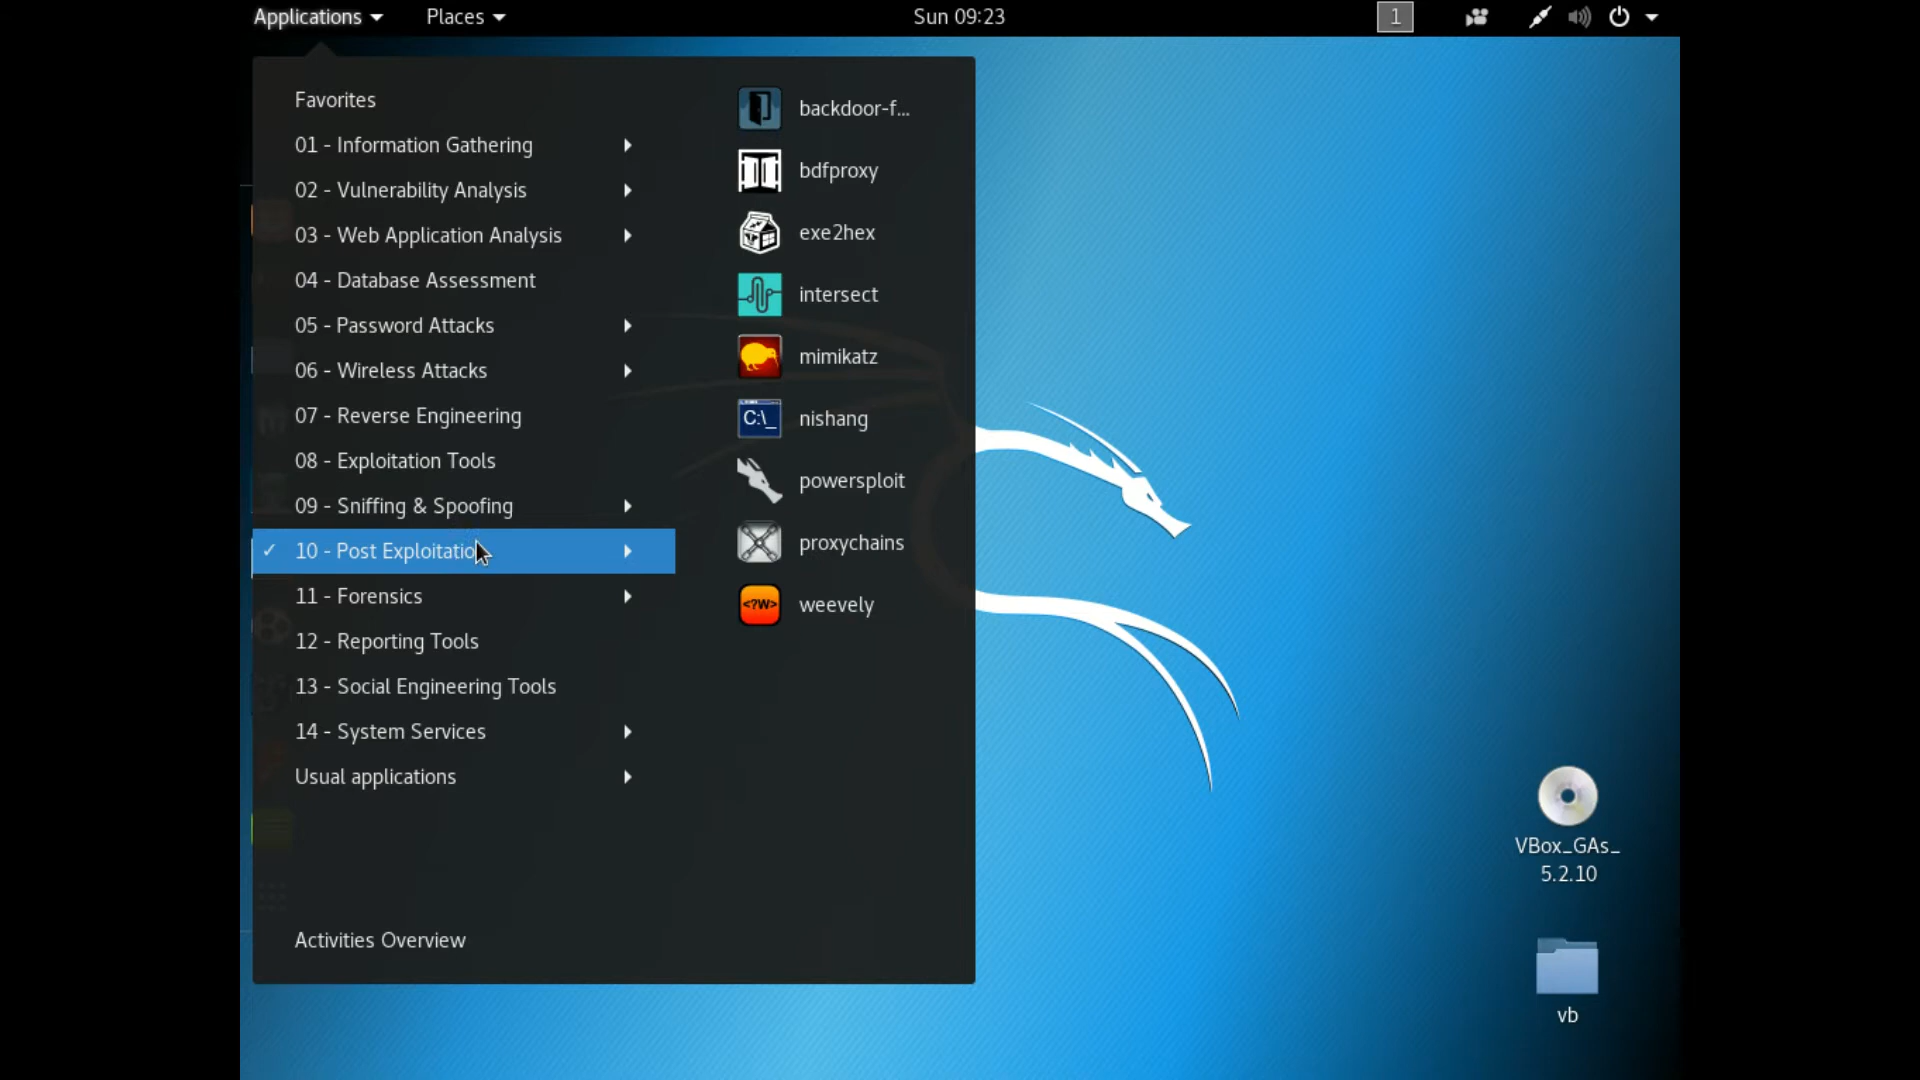 Applications
Places
Sun 09:23
1
Favorites
01 - Information Gathering
02 - Vulnerability Analysis
03 - Web Application Analysis
04 - Database Assessment
05 - Password Attacks
06 - Wireless Attacks
07 - Reverse Engineering
08 - Exploitation Tools
09 - Sniffing & Spoofing
✓ 10 - Post Exploitation
11 - Forensics
12 - Reporting Tools
13 - Social Engineering Tools
14 - System Services
Usual applications
Activities Overview
backdoor-f...
bdfproxy
exe2hex
intersect
mimikatz
C:\_
nishang
powersploit
proxychains
<?W>
weevely
VBox_GAs_
5.2.10
vb